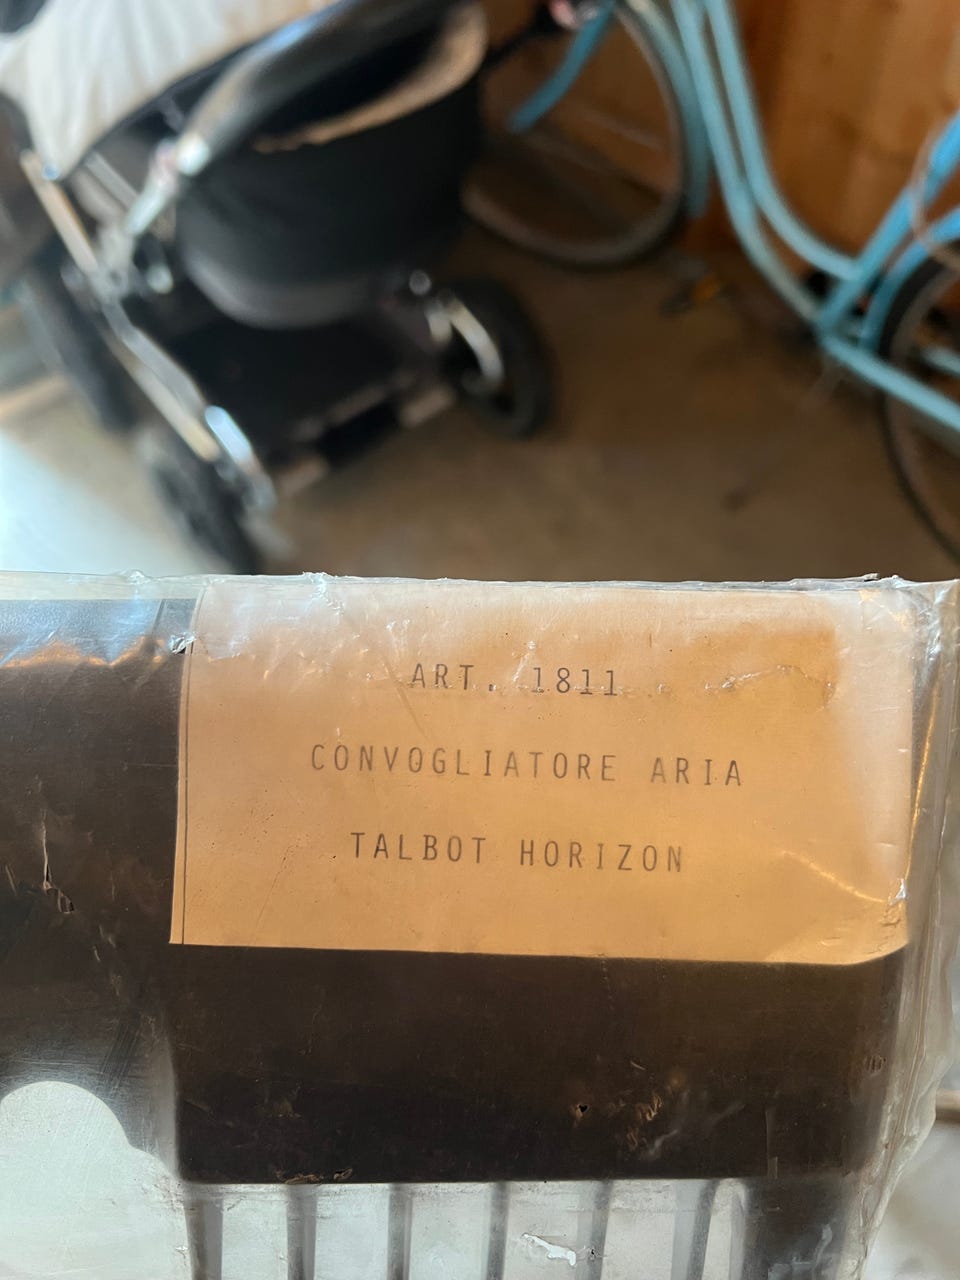 ART. 1811
CONVOGLIATORE ARIA
TALBOT HORIZON